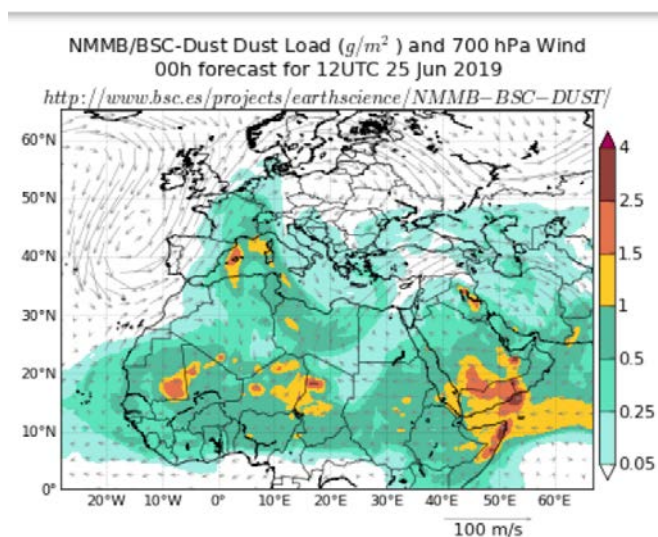 NMMB/BSC-Dust Dust Load (g/m² ) and 700 hPa Wind
00h forecast for 12UTC 25 Jun 2019
http://www.bsc.es/projects/earthscience/NMMB−BSC−DUST/
60°N
50°N
40°N
30°N
20°N
10°N
0°
20°W 10°W 0° 10°E 20°E 30°E 40°E 50°E 60°E
4
2.5
1.5
1
0.5
0.25
0.05
100 m/s